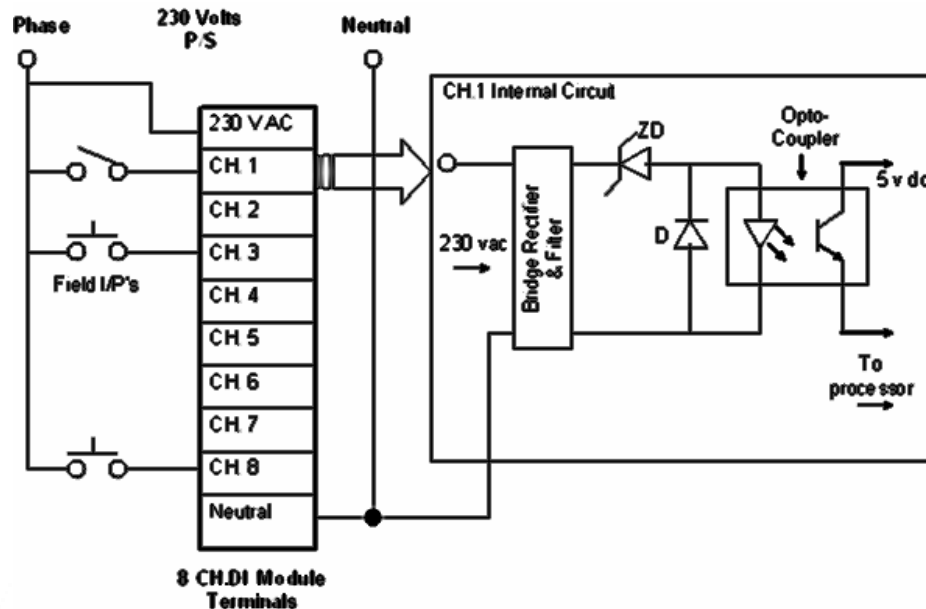 230 Volts
P/S
Phase
Neutral
230 VAC
CH. 1
CH. 2
CH. 3
CH. 4
CH. 5
CH. 6
CH. 7
CH. 8
Neutral
Field I/P's
8 CH.DI Module
Terminals
CH.1 Internal Circuit
230 vac
Bridge Rectifier
& Filter
ZD
D
Opto-
Coupler
5 v dc
To
processor